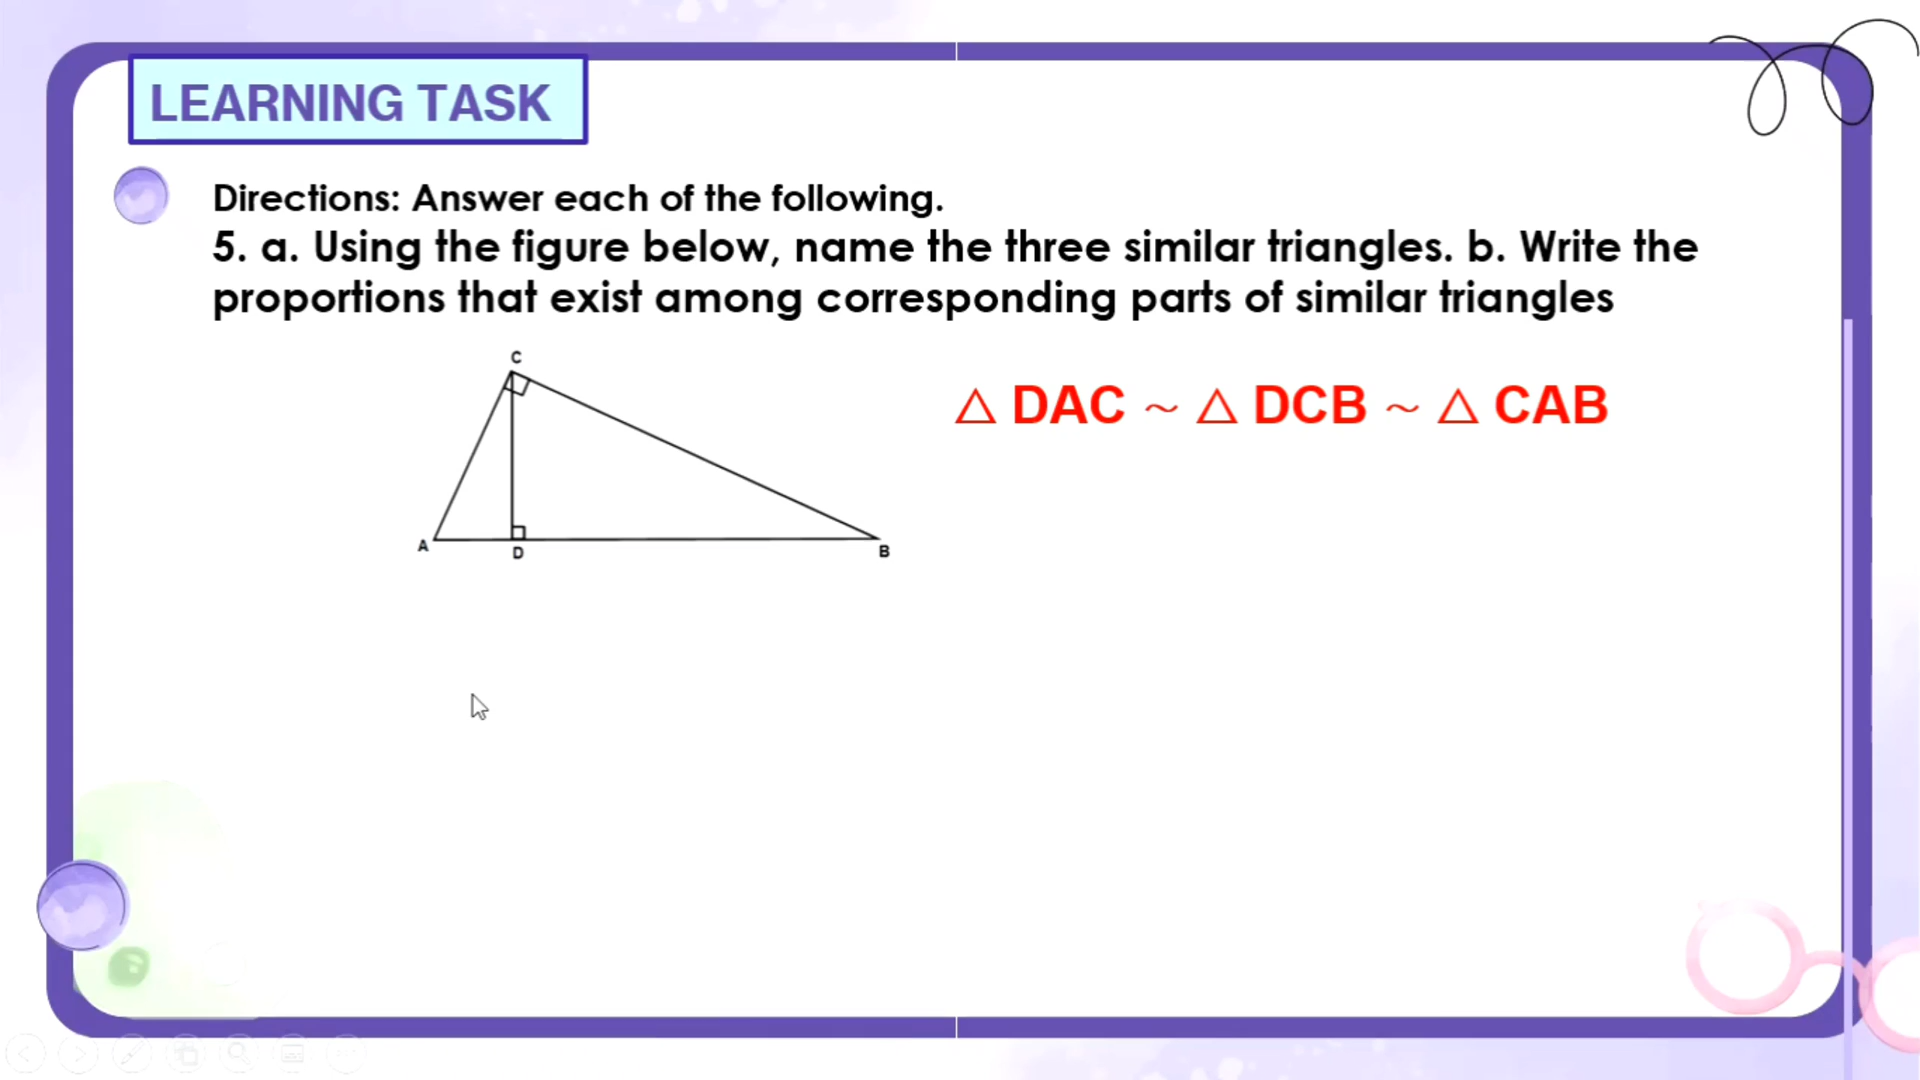 LEARNING TASK
Directions: Answer each of the following.
5. a. Using the figure below, name the three similar triangles. b. Write the
proportions that exist among corresponding parts of similar triangles
C
△ DAC ~ △ DCB ~ △ CAB
A
D
B